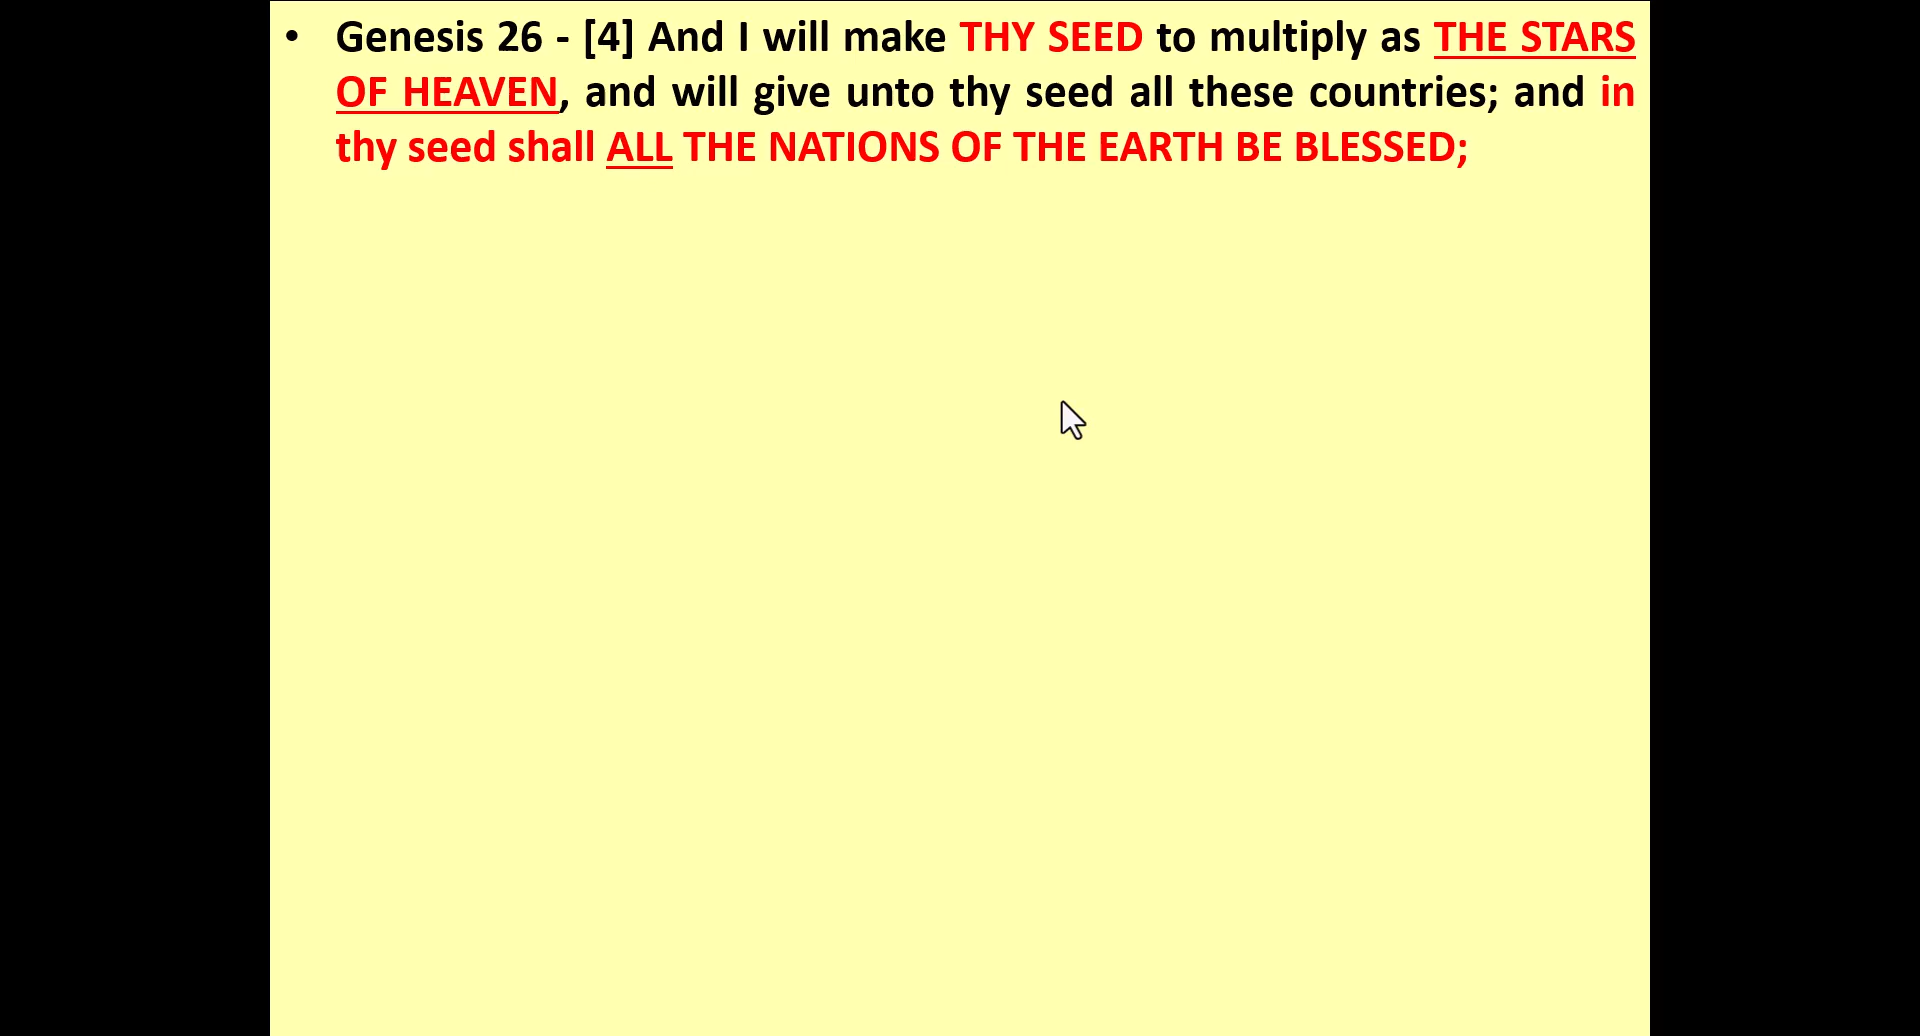 • Genesis 26 - [4] And I will make THY SEED to multiply as THE STARS
OF HEAVEN, and will give unto thy seed all these countries; and in
thy seed shall ALL THE NATIONS OF THE EARTH BE BLESSED;